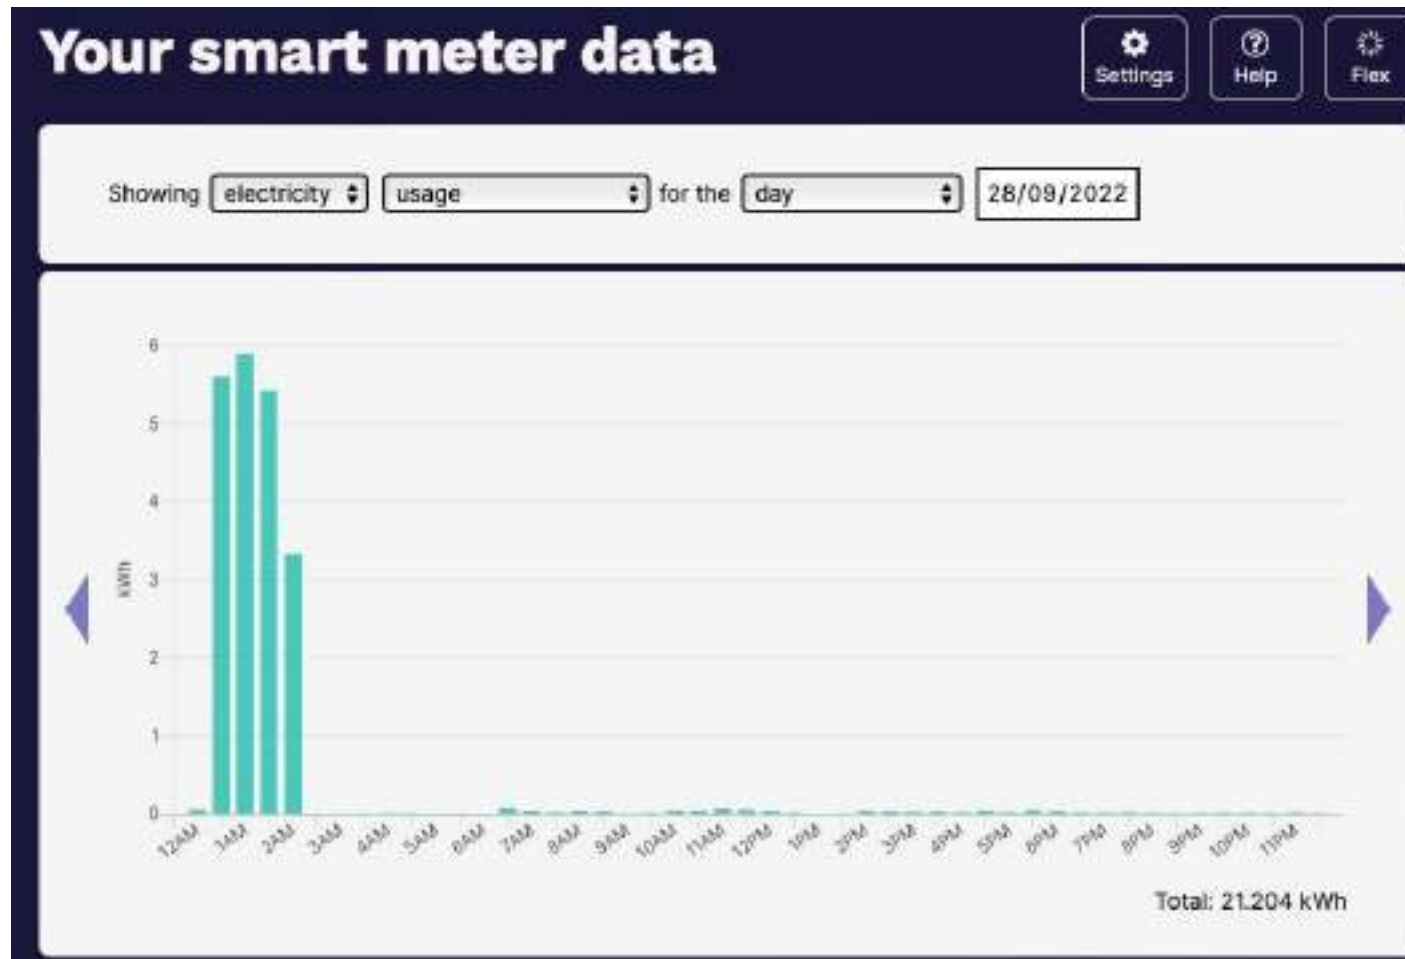 Your smart meter data
Settings
Help
Flex
Showing electricity usage for the day 28/09/2022
6
5
4
3
2
1
0
kWh
12AM 1AM 2AM 3AM 4AM 5AM 6AM 7AM 8AM 9AM 10AM 11AM 12PM 1PM 2PM 3PM 4PM 5PM 6PM 7PM 8PM 9PM 10PM 11PM
Total: 21.204 kWh